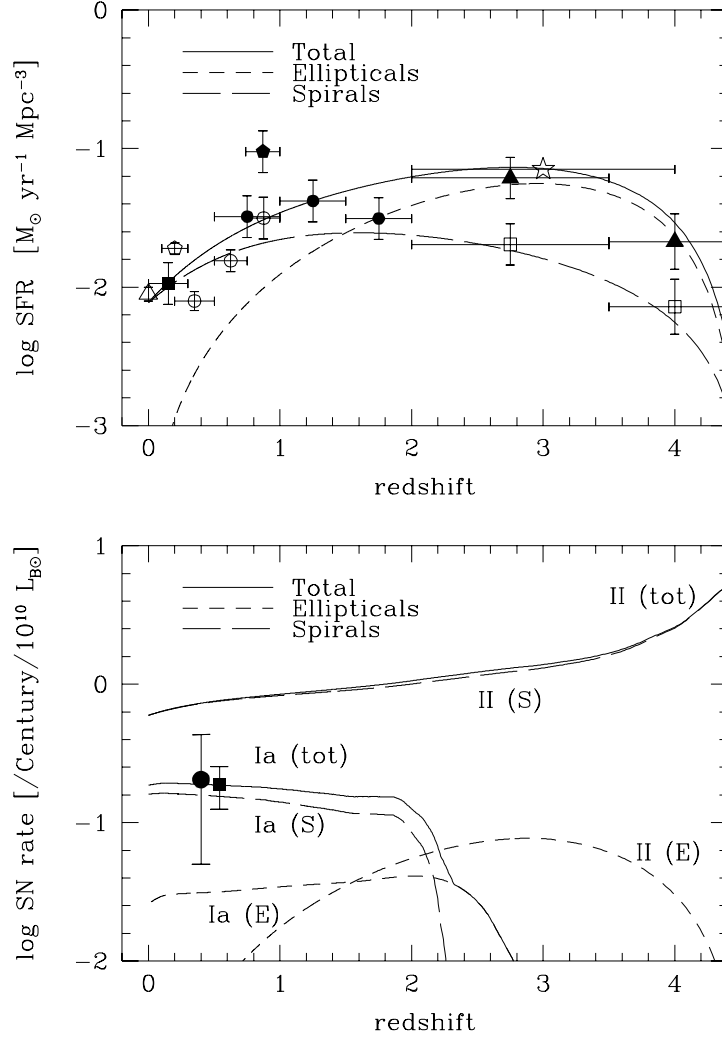 0
Total
Ellipticals
Spirals
-1
-2
-3
log SFR [M⊙ yr⁻¹ Mpc⁻³]
0 1 2 3 4
redshift
1
Total
Ellipticals
Spirals
II (tot)
0
II (S)
Ia (tot)
-1
Ia (S)
II (E)
Ia (E)
-2
log SN rate [/Century/10¹⁰ L_B⊙]
0 1 2 3 4
redshift